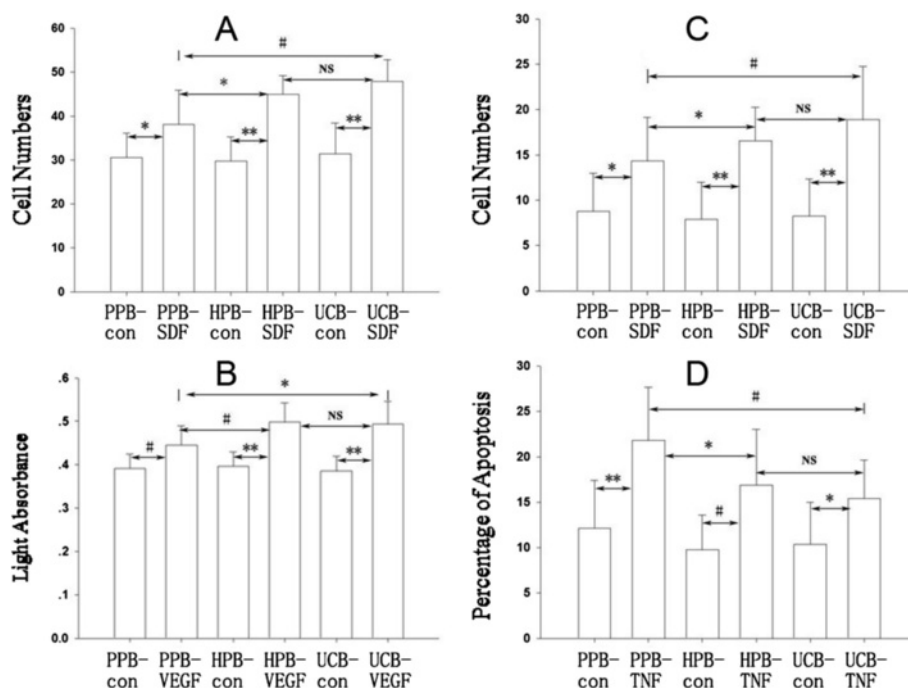 A
Cell Numbers
60
50
40
30
20
10
0
#
NS
*
*
**
**
PPB-
con
PPB-
SDF
HPB-
con
HPB-
SDF
UCB-
con
UCB-
SDF
C
Cell Numbers
30
25
20
15
10
5
0
#
*
NS
*
**
**
PPB-
con
PPB-
SDF
HPB-
con
HPB-
SDF
UCB-
con
UCB-
SDF
B
Light Absorbance
.6
.5
.4
.3
.2
.1
0.0
*
#
NS
#
**
**
PPB-
con
PPB-
VEGF
HPB-
con
HPB-
VEGF
UCB-
con
UCB-
VEGF
D
Percentage of Apoptosis
30
25
20
15
10
5
0
#
*
NS
**
#
*
PPB-
con
PPB-
TNF
HPB-
con
HPB-
TNF
UCB-
con
UCB-
TNF